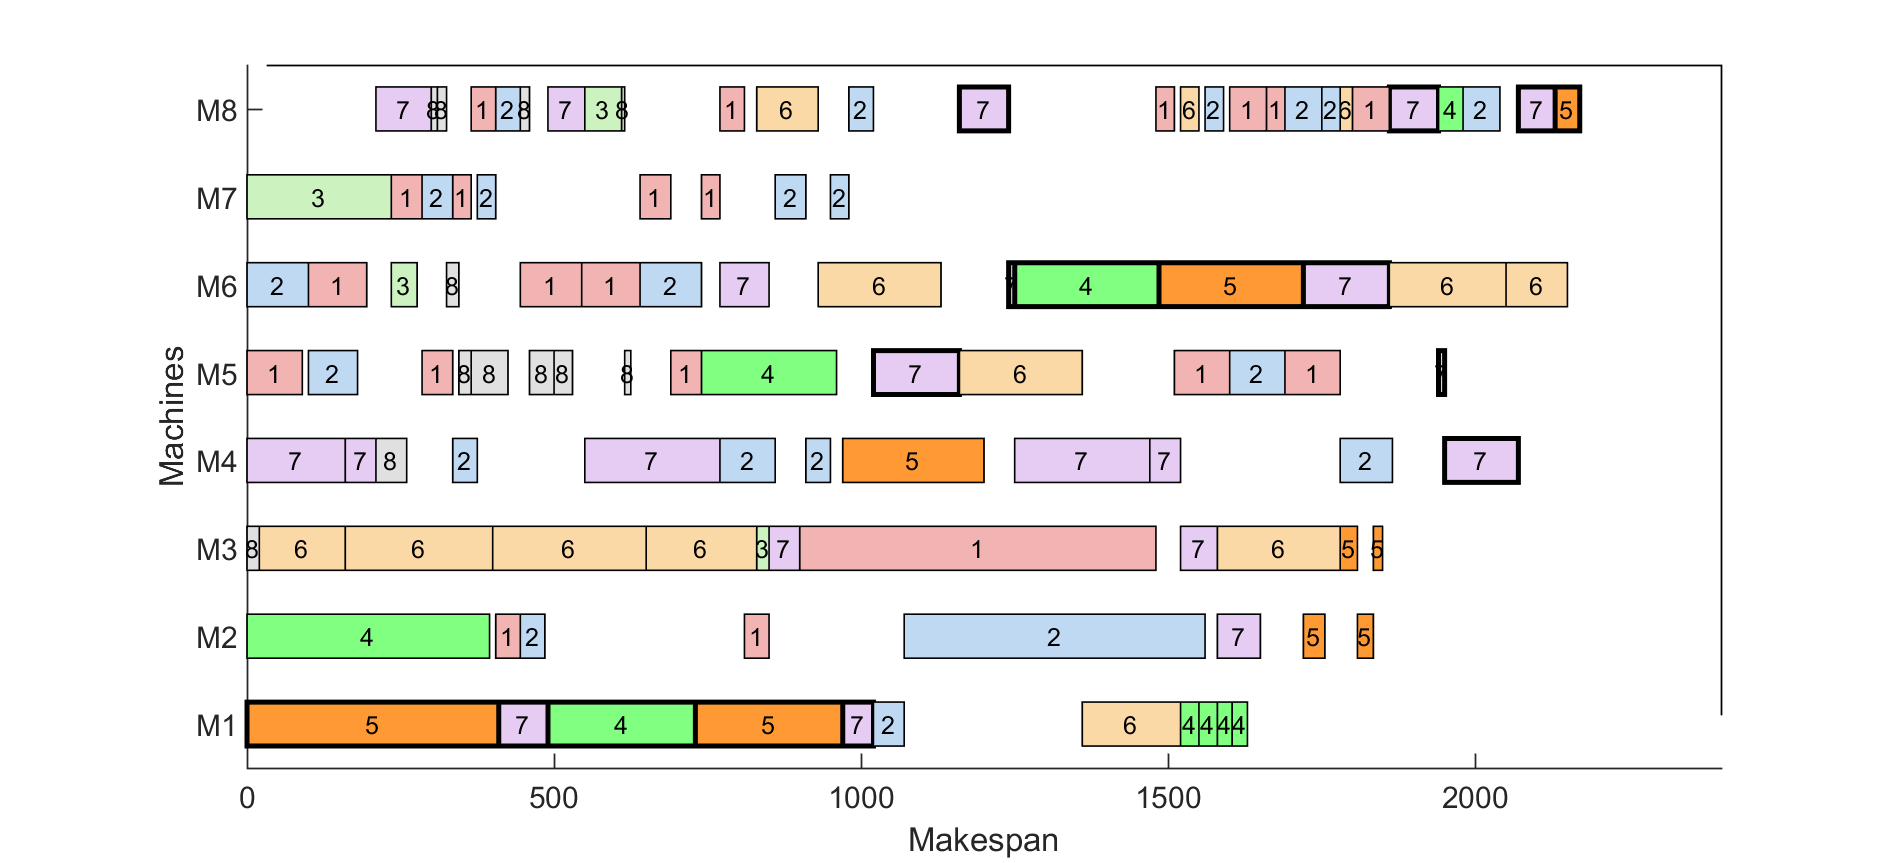 M8 7 8 8 1 2 8 7 3 8 1 6 2 7 1 6 2 1 1 2 2 6 1 7 4 2 7 5
M7 3 1 2 1 2 1 1 2 2
M6 2 1 3 8 1 1 2 7 6 4 5 7 6 6
M5 1 2 1 8 8 8 8 8 1 4 7 6 1 2 1
M4 7 7 8 2 7 2 2 5 7 7 2 7
M3 8 6 6 6 6 3 7 1 7 6 5 5
M2 4 1 2 1 2 7 5 5
M1 5 7 4 5 7 2 6 4 4 4 4
Machines
0 500 1000 1500 2000
Makespan